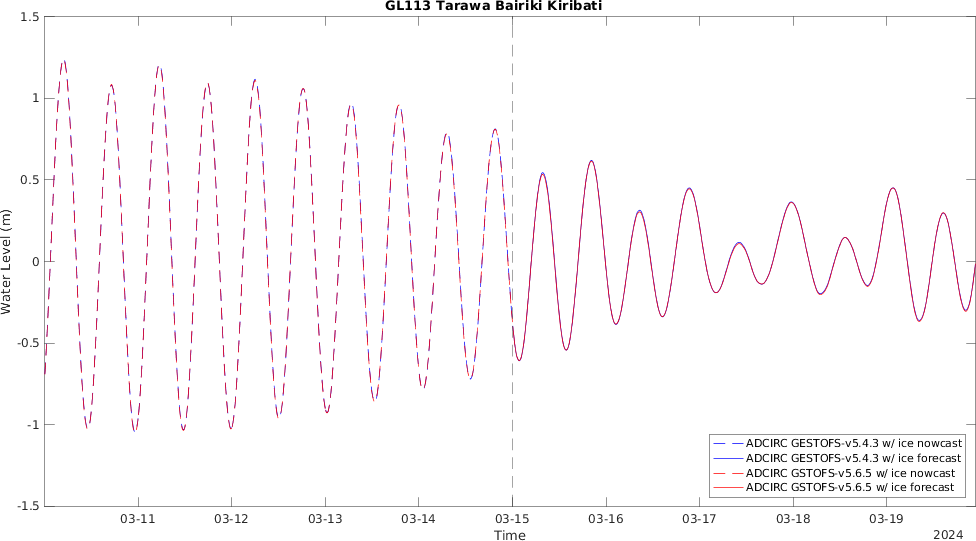 GL113 Tarawa Bairiki Kiribati
1.5
1
0.5
0
-0.5
-1
-1.5
Water Level (m)
ADCIRC GESTOFS-v5.4.3 w/ ice nowcast
ADCIRC GESTOFS-v5.4.3 w/ ice forecast
ADCIRC GSTOFS-v5.6.5 w/ ice nowcast
ADCIRC GSTOFS-v5.6.5 w/ ice forecast
03-11 03-12 03-13 03-14 03-15 03-16 03-17 03-18 03-19
Time
2024